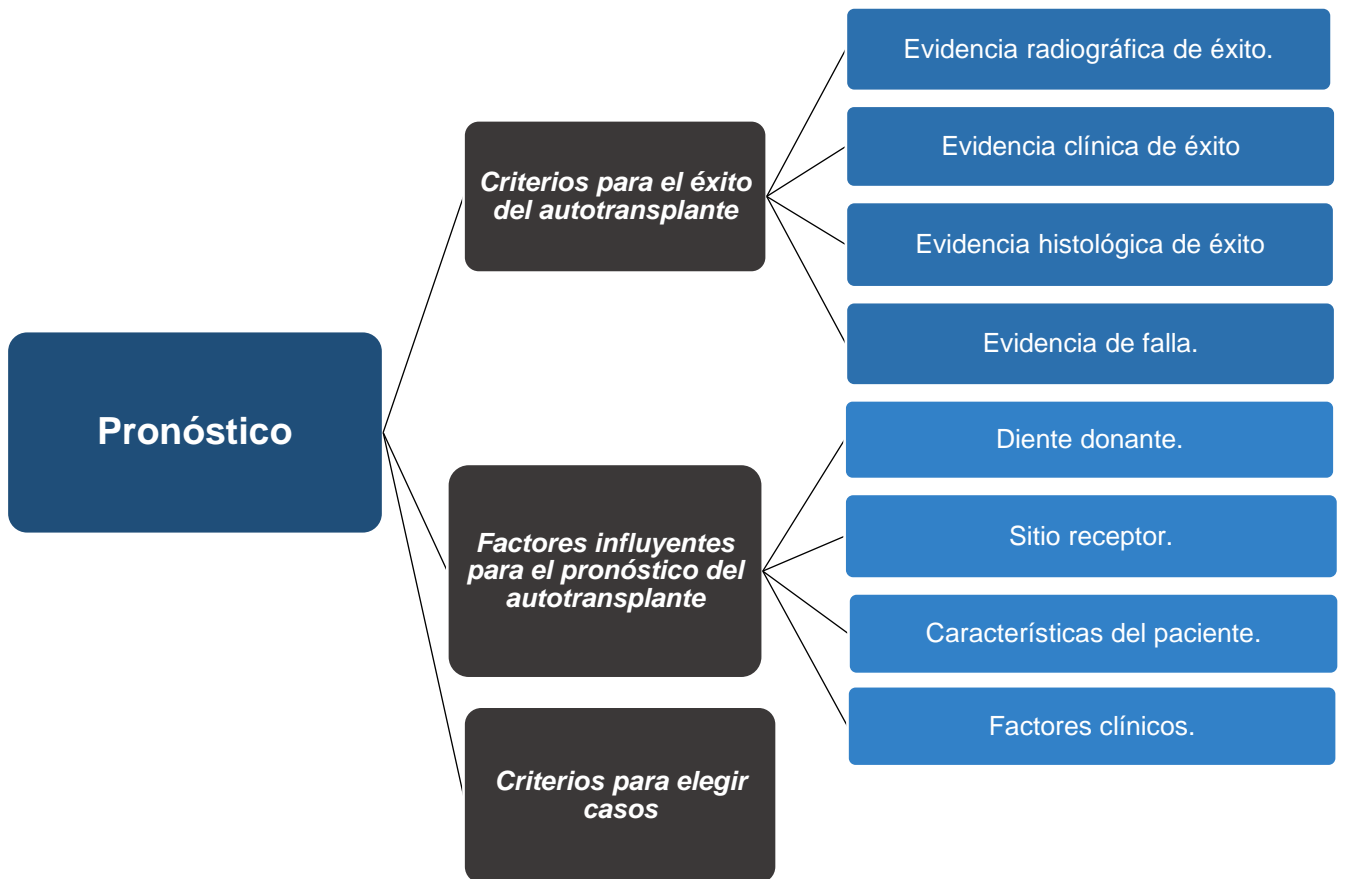 Pronóstico
Criterios para el éxito
del autotransplante
Evidencia radiográfica de éxito.
Evidencia clínica de éxito
Evidencia histológica de éxito
Evidencia de falla.
Factores influyentes
para el pronóstico del
autotransplante
Diente donante.
Sitio receptor.
Características del paciente.
Factores clínicos.
Criterios para elegir
casos